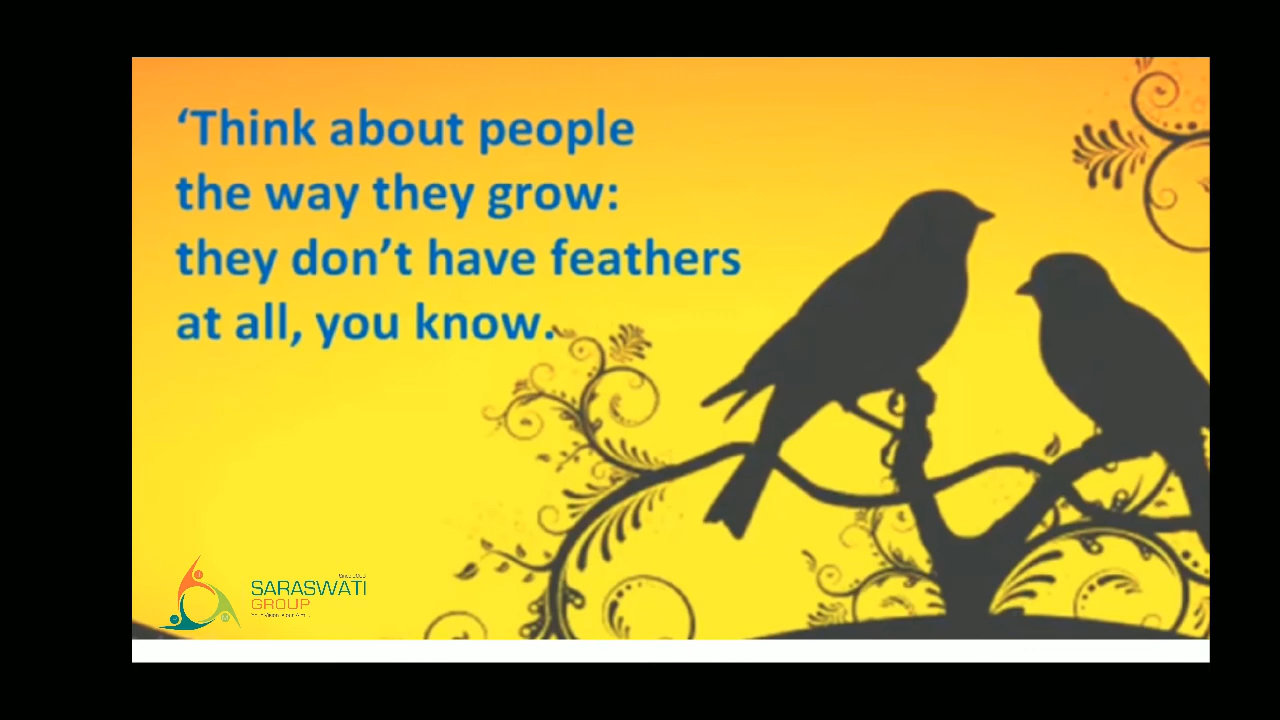 ‘Think about people
the way they grow:
they don’t have feathers
at all, you know.
SARASWATI
GROUP